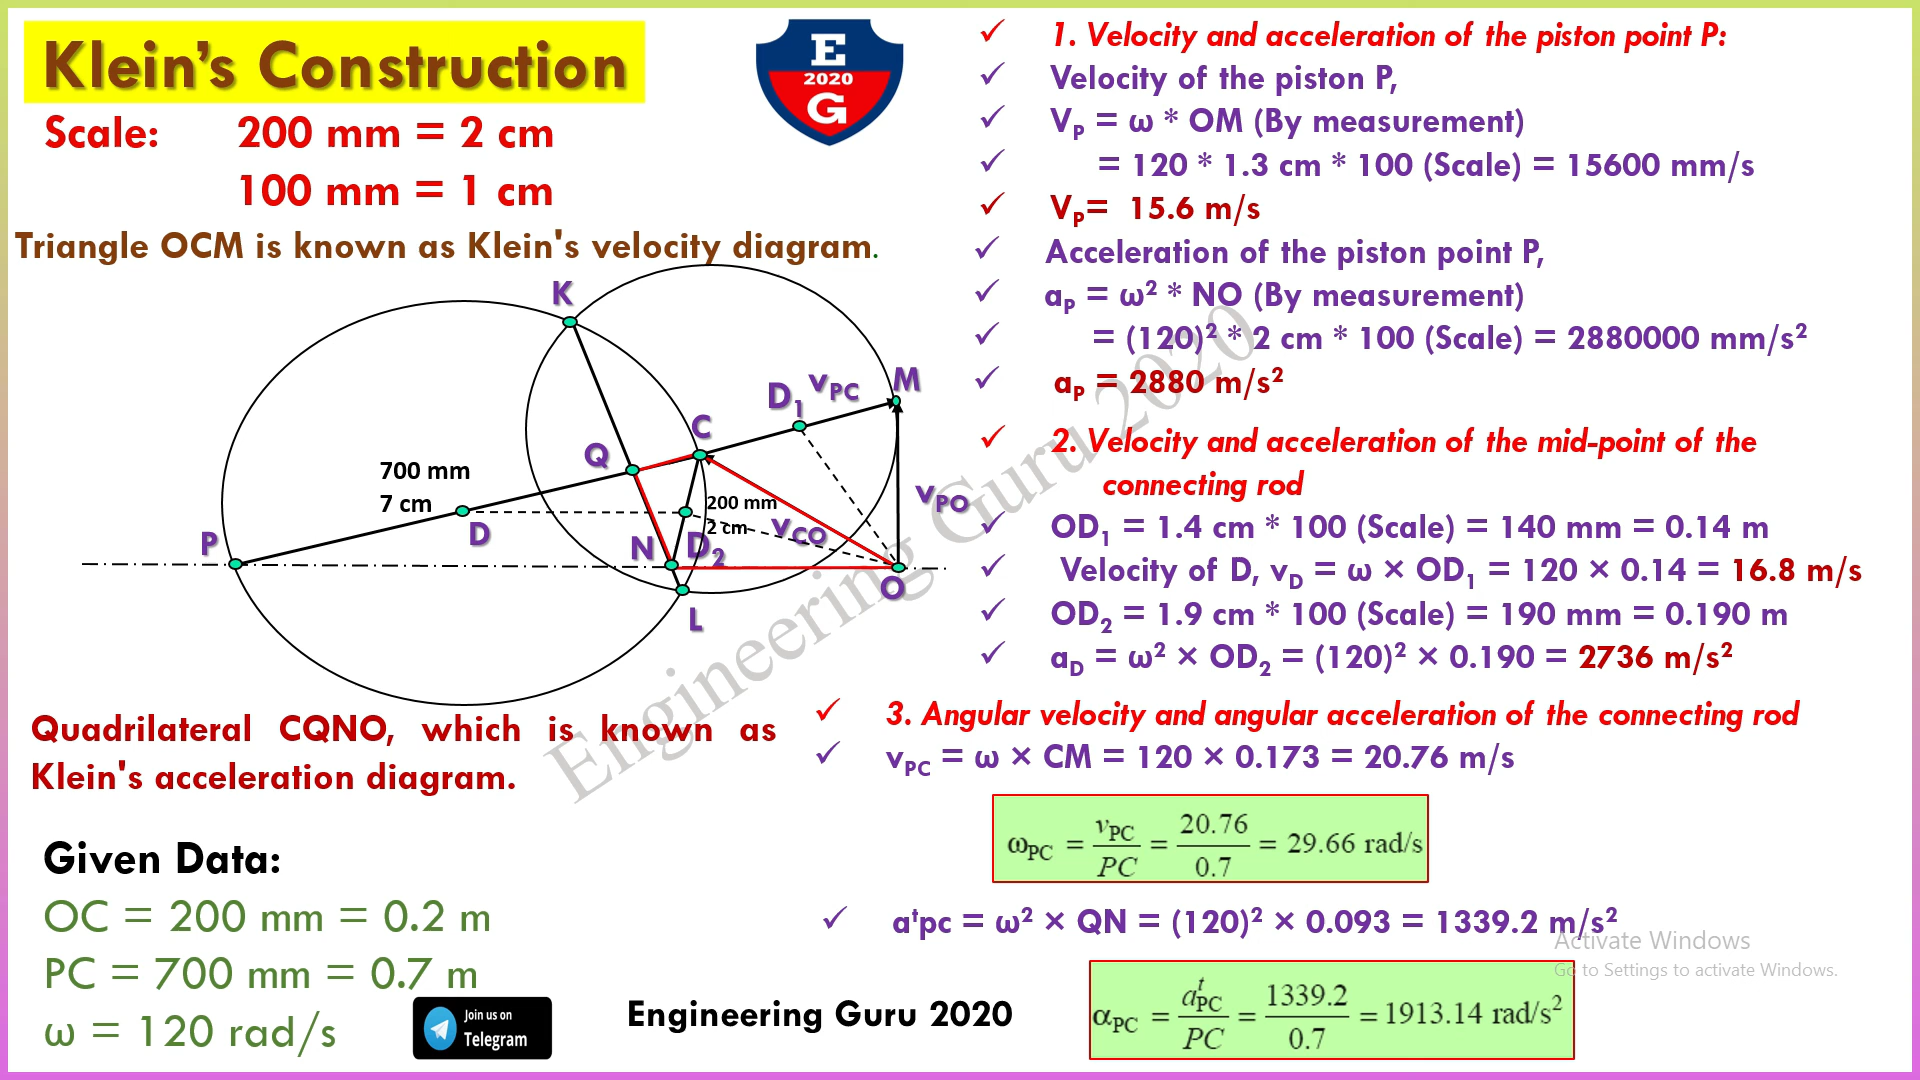 Klein's Construction
Scale: 200 mm = 2 cm
100 mm = 1 cm
Triangle OCM is known as Klein's velocity diagram.
E
2020
G
K
M
D₁
vPC
C
Q
700 mm
7 cm
200 mm
2 cm
vPO
vCO
P
D
N
D₂
O
L
Quadrilateral CQNO, which is known as
Klein's acceleration diagram.
Given Data:
OC = 200 mm = 0.2 m
PC = 700 mm = 0.7 m
ω = 120 rad/s
Join us on
Telegram
Engineering Guru 2020
Engineering Guru 2020
✓ 1. Velocity and acceleration of the piston point P:
✓ Velocity of the piston P,
✓ VP = ω * OM (By measurement)
✓ = 120 * 1.3 cm * 100 (Scale) = 15600 mm/s
✓ VP= 15.6 m/s
✓ Acceleration of the piston point P,
✓ aP = ω² * NO (By measurement)
✓ = (120)² * 2 cm * 100 (Scale) = 2880000 mm/s²
✓ aP = 2880 m/s²
✓ 2. Velocity and acceleration of the mid-point of the
connecting rod
✓ OD₁ = 1.4 cm * 100 (Scale) = 140 mm = 0.14 m
✓ Velocity of D, vD = ω × OD₁ = 120 × 0.14 = 16.8 m/s
✓ OD₂ = 1.9 cm * 100 (Scale) = 190 mm = 0.190 m
✓ aD = ω² × OD₂ = (120)² × 0.190 = 2736 m/s²
✓ 3. Angular velocity and angular acceleration of the connecting rod
✓ vPC = ω × CM = 120 × 0.173 = 20.76 m/s
ωPC = vPC/PC = 20.76/0.7 = 29.66 rad/s
✓ aᵗpc = ω² × QN = (120)² × 0.093 = 1339.2 m/s²
αPC = aᵗPC/PC = 1339.2/0.7 = 1913.14 rad/s²
Activate Windows
Go to Settings to activate Windows.